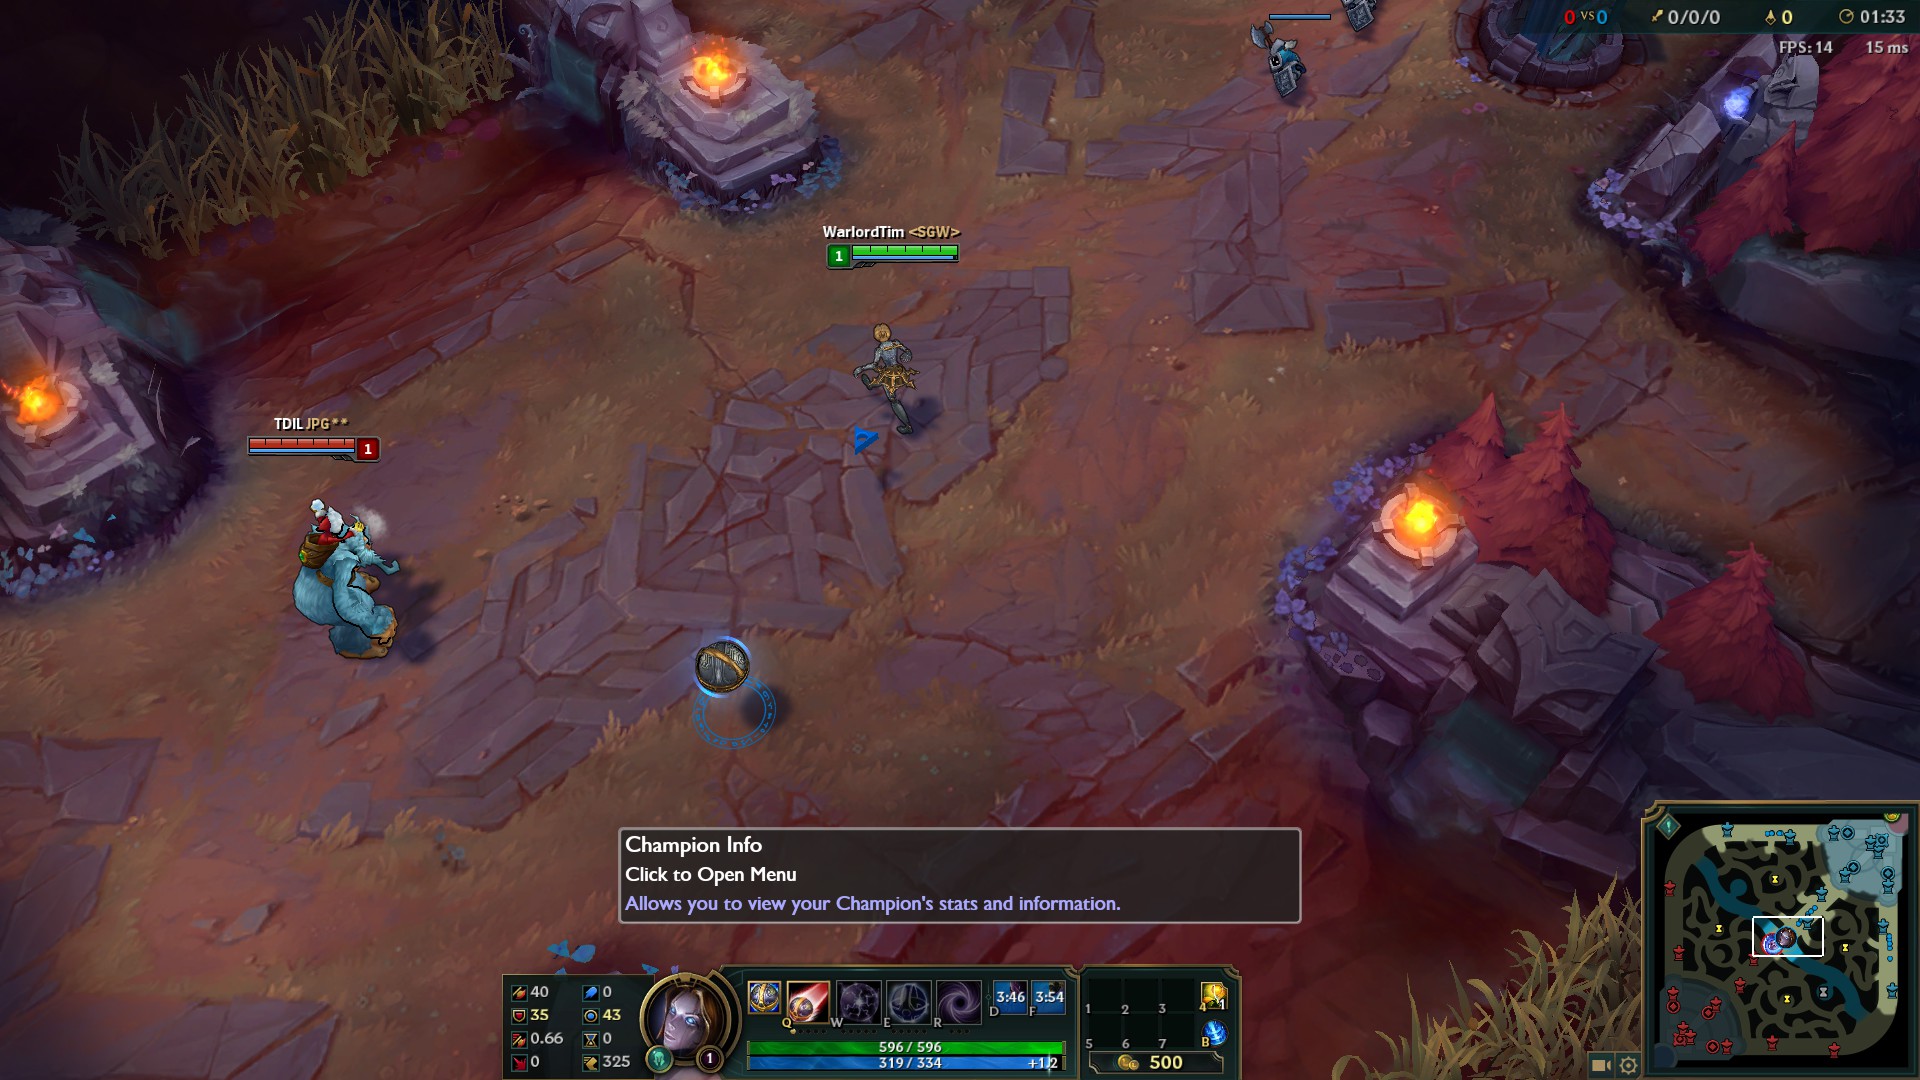 0 VS 0
0/0/0
0
01:33
FPS: 14
15 ms
WarlordTim <SGW>
1
TDIL JPG**
1
Champion Info
Click to Open Menu
Allows you to view your Champion's stats and information.
40
0
35
43
0.66
0
0
325
1
Q
W
E
R
3:46
D
3:54
F
596 / 596
319 / 334
+1.2
1
2
3
4
1
5
6
7
B
500